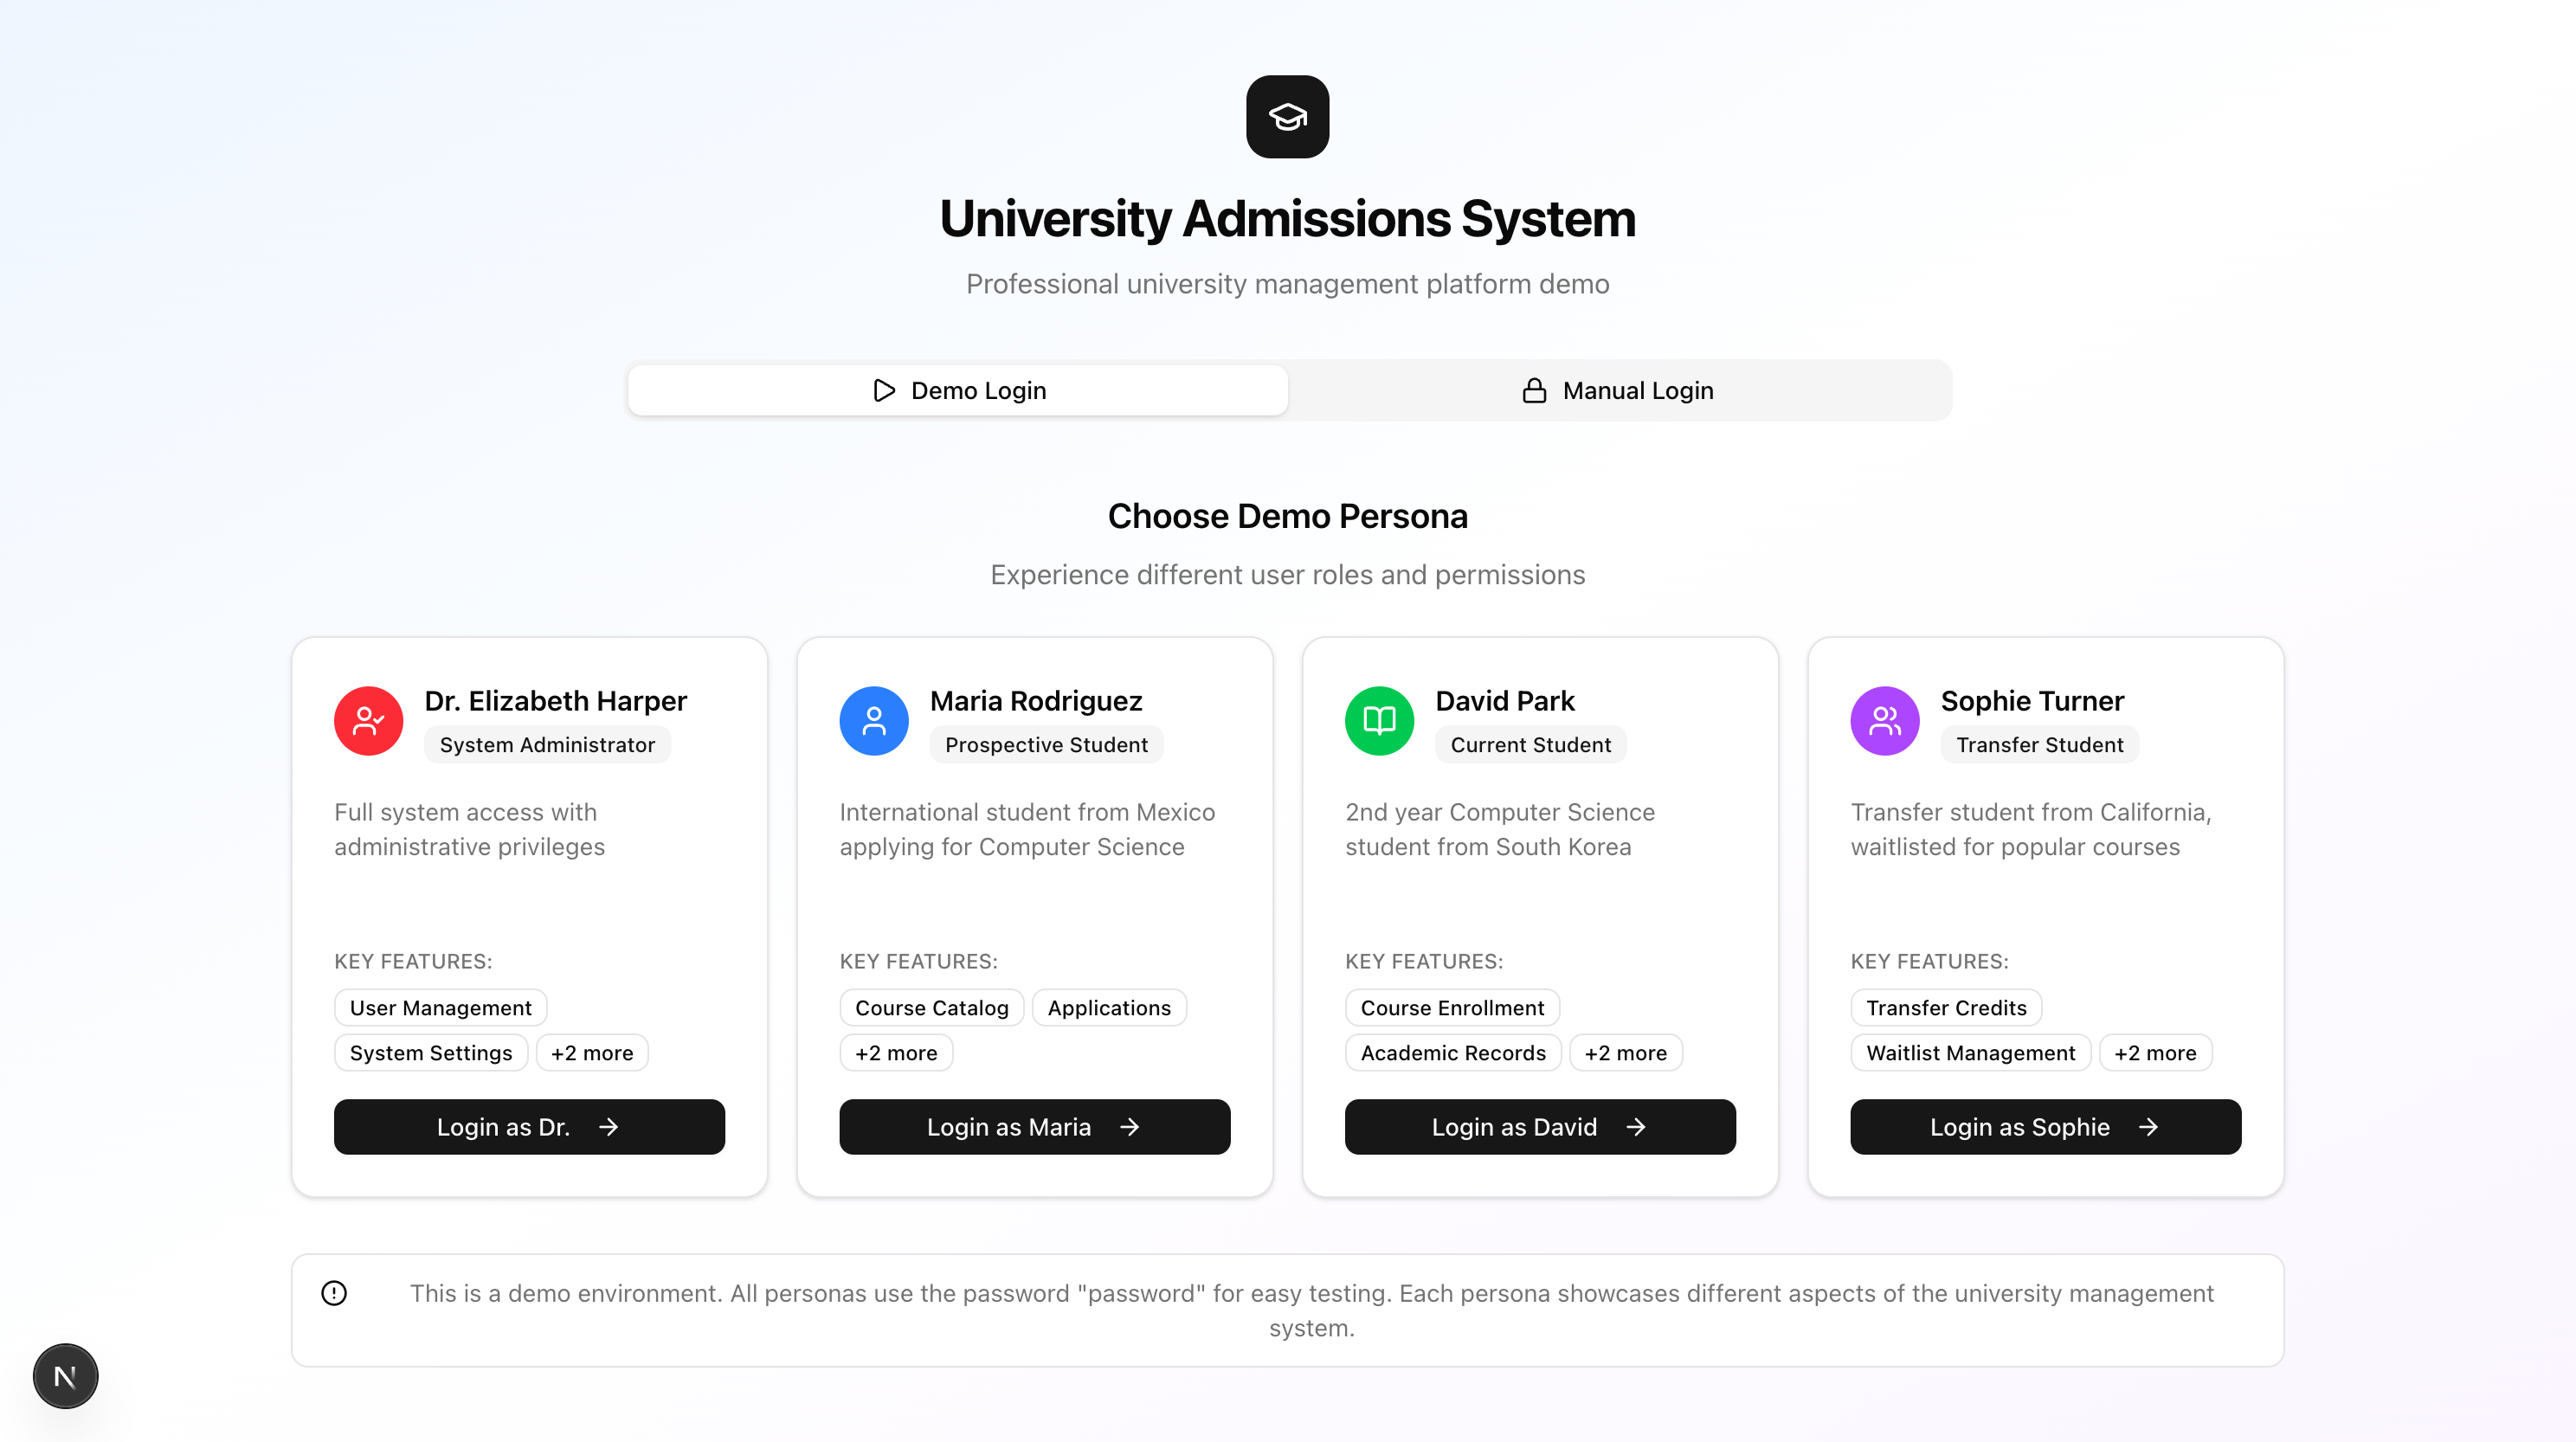 University Admissions System
Professional university management platform demo
Demo Login
Manual Login
Choose Demo Persona
Experience different user roles and permissions
Dr. Elizabeth Harper
System Administrator
Full system access with
administrative privileges
KEY FEATURES:
User Management
System Settings
+2 more
Login as Dr.
Maria Rodriguez
Prospective Student
International student from Mexico
applying for Computer Science
KEY FEATURES:
Course Catalog
Applications
+2 more
Login as Maria
David Park
Current Student
2nd year Computer Science
student from South Korea
KEY FEATURES:
Course Enrollment
Academic Records
+2 more
Login as David
Sophie Turner
Transfer Student
Transfer student from California,
waitlisted for popular courses
KEY FEATURES:
Transfer Credits
Waitlist Management
+2 more
Login as Sophie
This is a demo environment. All personas use the password "password" for easy testing. Each persona showcases different aspects of the university management
system.
N